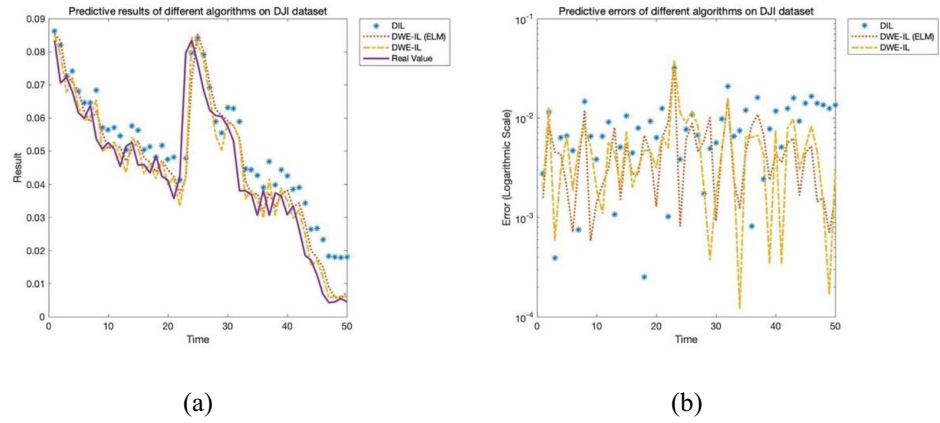 Predictive results of different algorithms on DJI dataset
0.09
0.08
0.07
0.06
0.05
0.04
0.03
0.02
0.01
0
Result
0 10 20 30 40 50
Time
DIL
DWE-IL (ELM)
DWE-IL
Real Value
(a)
Predictive errors of different algorithms on DJI dataset
10⁻¹
10⁻²
10⁻³
10⁻⁴
Error (Logarithmic Scale)
0 10 20 30 40 50
Time
DIL
DWE-IL (ELM)
DWE-IL
(b)